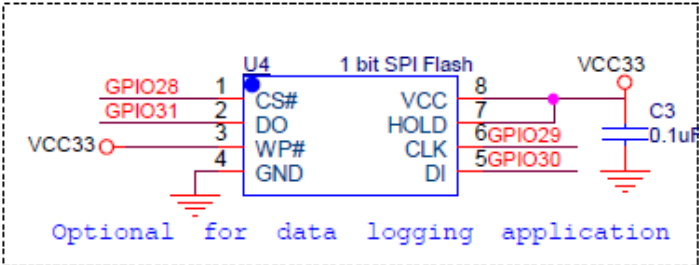 U4 1 bit SPI Flash VCC33
GPIO28 1 CS# VCC 8
GPIO31 2 DO HOLD 7
VCC33 3 WP# CLK 6 GPIO29
4 GND DI 5 GPIO30
C3
0.1uF
Optional for data logging application